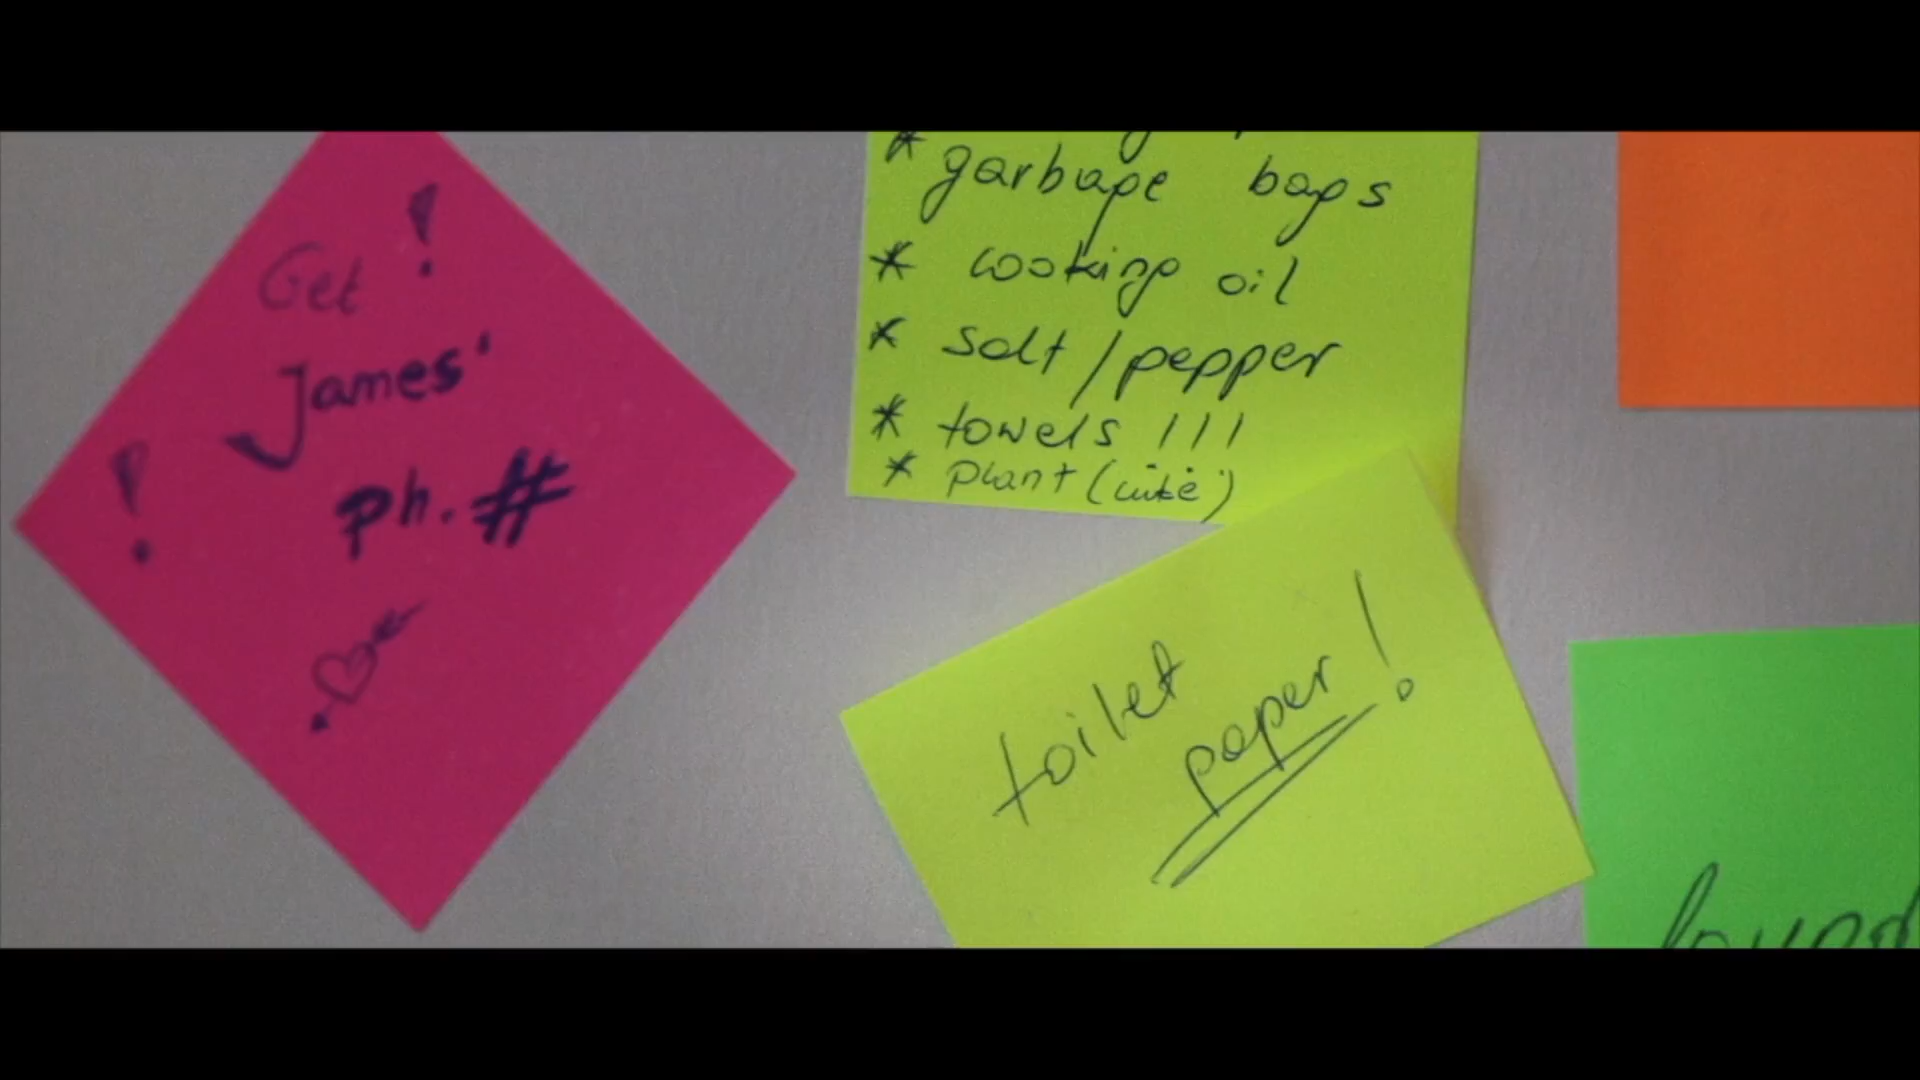 Get !
James'
! ph. #
* garbage bags
* cooking oil
* salt/pepper
* towels !!!
* plant (cute)
toilet
paper!